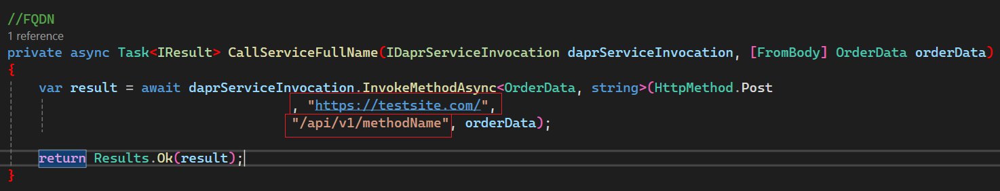 //FQDN
1 reference
private async Task<IResult> CallServiceFullName(IDaprServiceInvocation daprServiceInvocation, [FromBody] OrderData orderData)
{
var result = await daprServiceInvocation.InvokeMethodAsync<OrderData, string>(HttpMethod.Post
, "https://testsite.com/",
"/api/v1/methodName", orderData);
return Results.Ok(result);
}